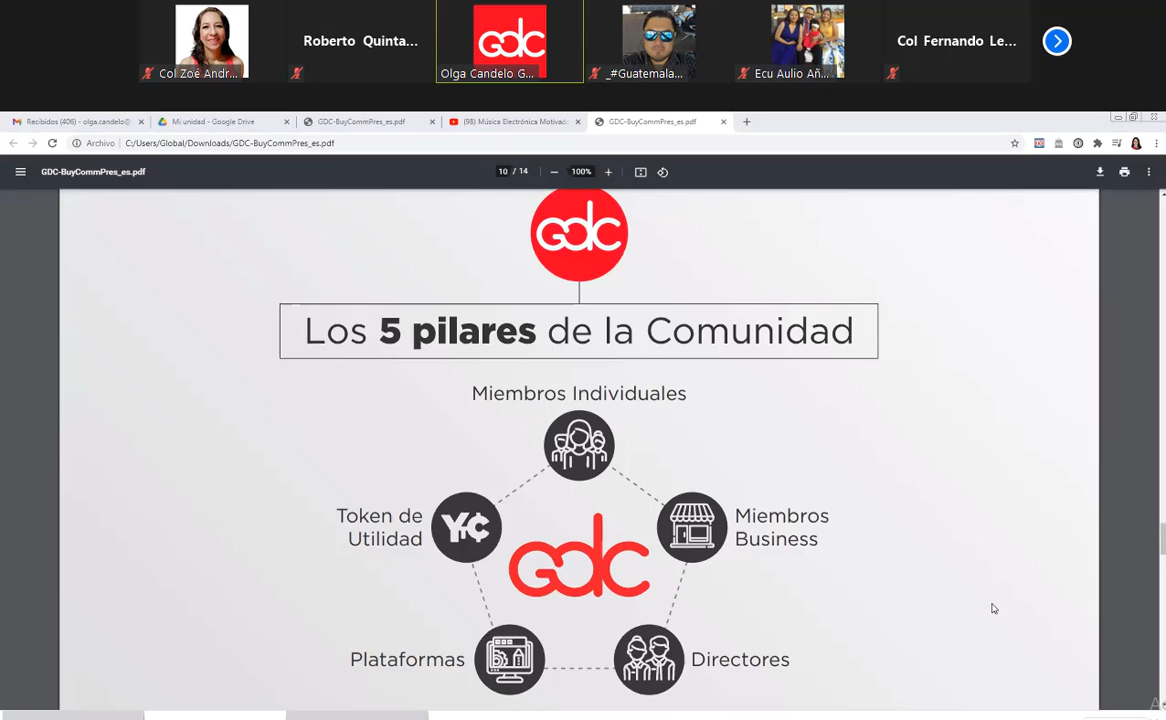 Roberto Quinta...
Col Fernando Le...
GDC
Col Zoé Andr...
Olga Candelo G...
_#Guatemala...
Ecu Aulio Añ...
Recibidos (406) - olga.candelo@
Mi unidad - Google Drive
GDC-BuyCommPres_es.pdf
(98) Música Electrónica Motivado
GDC-BuyCommPres_es.pdf
Archivo
C:/Users/Global/Downloads/GDC-BuyCommPres_es.pdf
GDC-BuyCommPres_es.pdf
10 / 14
100%
GDC
Los 5 pilares de la Comunidad
Miembros Individuales
Token de
Utilidad
Miembros
Business
GDC
Plataformas
Directores